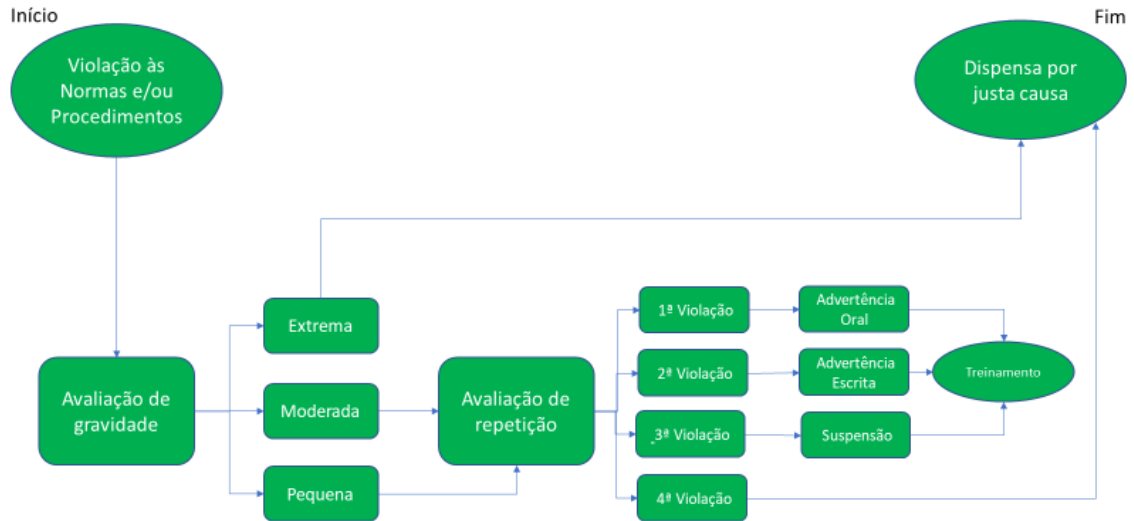 Início
Fim
Violação às
Normas e/ou
Procedimentos
Dispensa por
justa causa
Extrema
1ª Violação
Advertência
Oral
Avaliação de
gravidade
Moderada
Avaliação de
repetição
2ª Violação
Advertência
Escrita
Treinamento
_3ª Violação
Suspensão
Pequena
4ª Violação